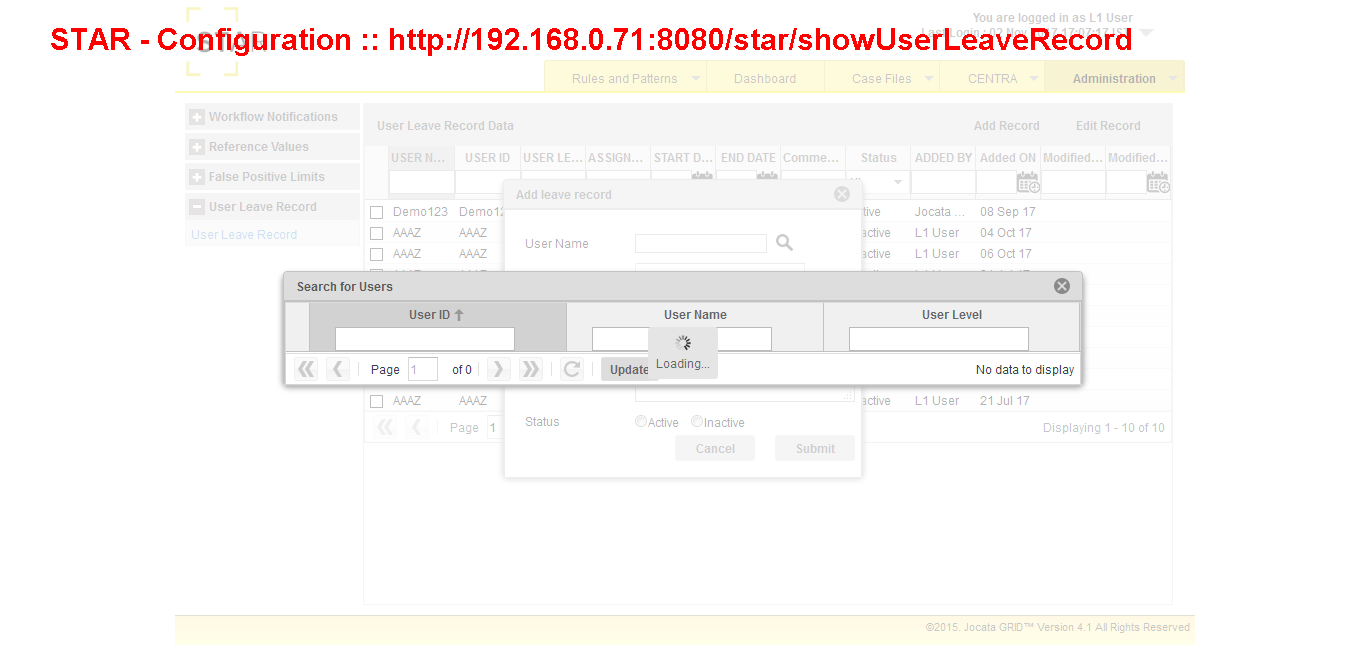 You are logged in as L1 User
STAR - Configuration :: http://192.168.0.71:8080/star/showUserLeaveRecord
Rules and Patterns Dashboard Case Files CENTRA Administration
Workflow Notifications
Reference Values
False Positive Limits
User Leave Record
User Leave Record
User Leave Record Data Add Record Edit Record
USER N... USER ID USER LE... ASSIGN... START D... END DATE Comme... Status ADDED BY Added ON Modified... Modified...
Add leave record
Demo123 Jocata ... 08 Sep 17
AAAZ AAAZ L1 User 04 Oct 17
AAAZ AAAZ L1 User 06 Oct 17
User Name
Search for Users
User ID User Name User Level
Loading...
Page 1 of 0 Update No data to display
AAAZ AAAZ L1 User 21 Jul 17
Status Active Inactive
Page 1 Displaying 1 - 10 of 10
Cancel Submit
©2015. Jocata GRID™ Version 4.1 All Rights Reserved